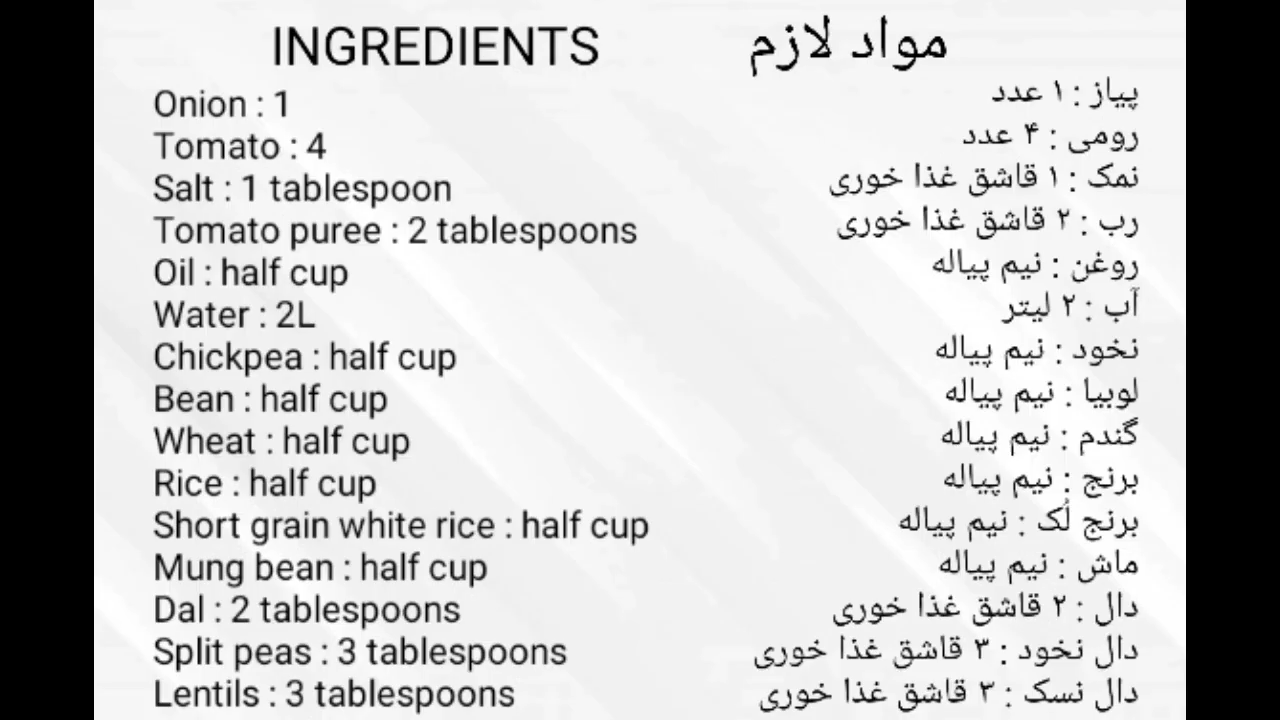 INGREDIENTS
Onion : 1
Tomato : 4
Salt : 1 tablespoon
Tomato puree : 2 tablespoons
Oil : half cup
Water : 2L
Chickpea : half cup
Bean : half cup
Wheat : half cup
Rice : half cup
Short grain white rice : half cup
Mung bean : half cup
Dal : 2 tablespoons
Split peas : 3 tablespoons
Lentils : 3 tablespoons
مواد لازم
پیاز : ۱ عدد
رومی : ۴ عدد
نمک : ۱ قاشق غذا خوری
رب : ۲ قاشق غذا خوری
روغن : نیم پیاله
آب : ۲ لیتر
نخود : نیم پیاله
لوبیا : نیم پیاله
گندم : نیم پیاله
برنج : نیم پیاله
برنج لُک : نیم پیاله
ماش : نیم پیاله
دال : ۲ قاشق غذا خوری
دال نخود : ۳ قاشق غذا خوری
دال نسک : ۳ قاشق غذا خوری